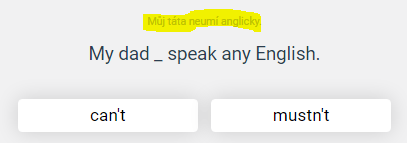 Můj táta neumí anglicky.
My dad _ speak any English.
can't
mustn't